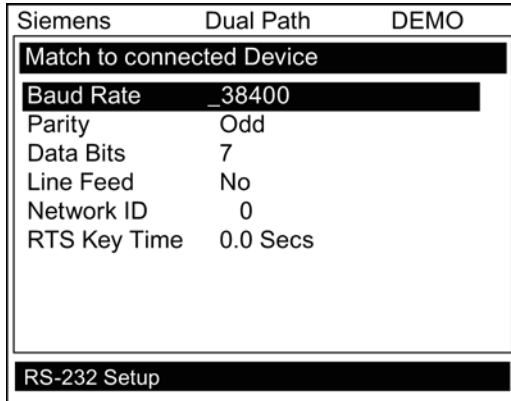 Siemens Dual Path DEMO
Match to connected Device
Baud Rate _38400
Parity Odd
Data Bits 7
Line Feed No
Network ID 0
RTS Key Time 0.0 Secs
RS-232 Setup